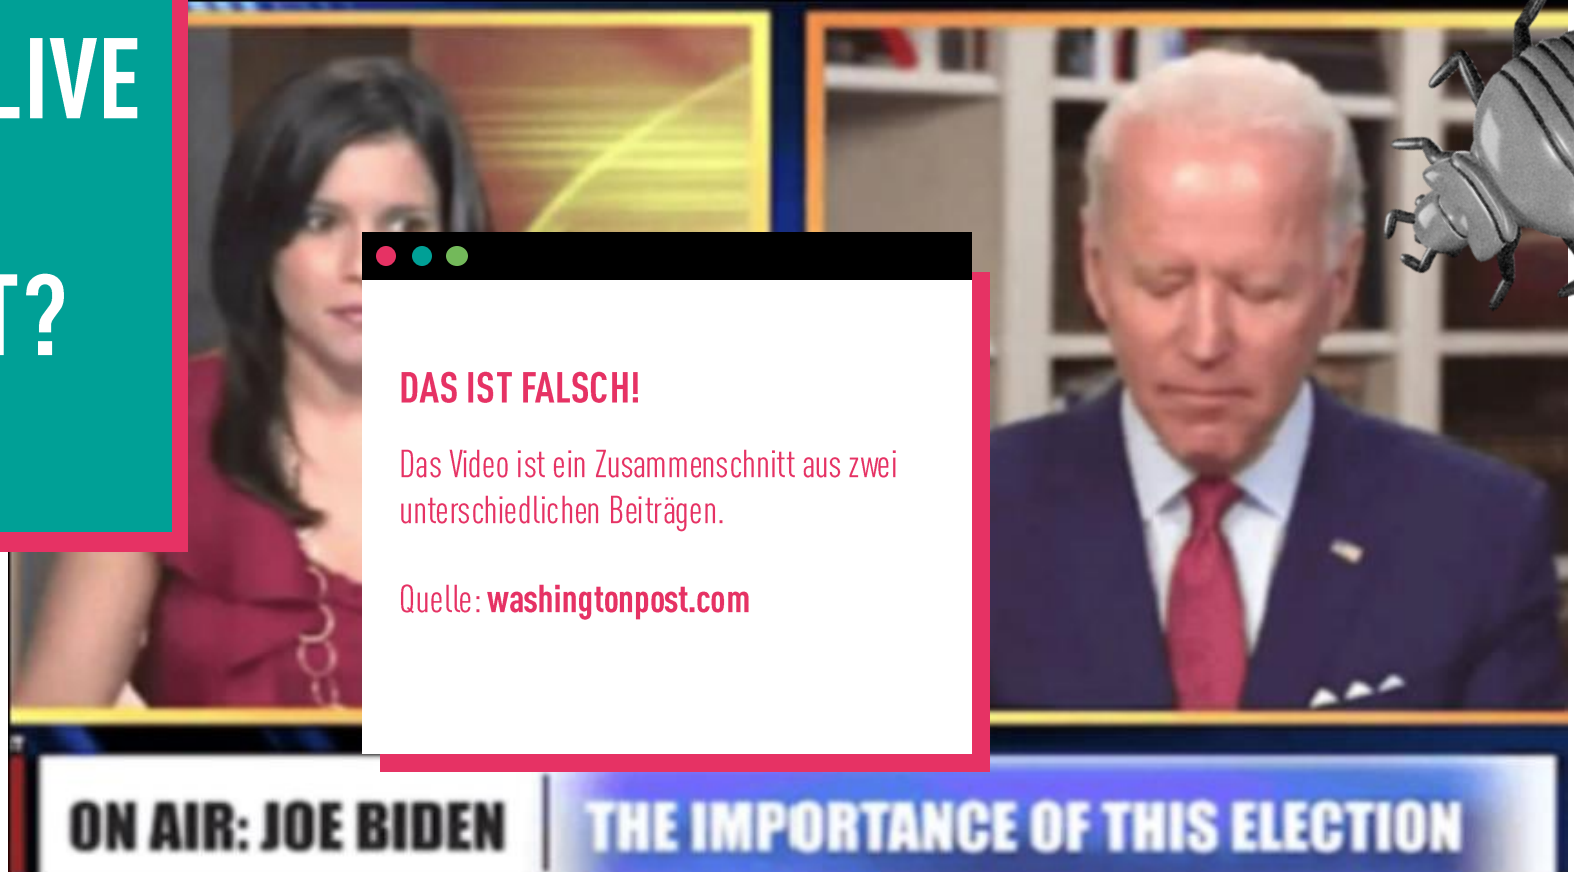 LIVE
T?
DAS IST FALSCH!
Das Video ist ein Zusammenschnitt aus zwei
unterschiedlichen Beiträgen.
Quelle: washingtonpost.com
ON AIR: JOE BIDEN
THE IMPORTANCE OF THIS ELECTION